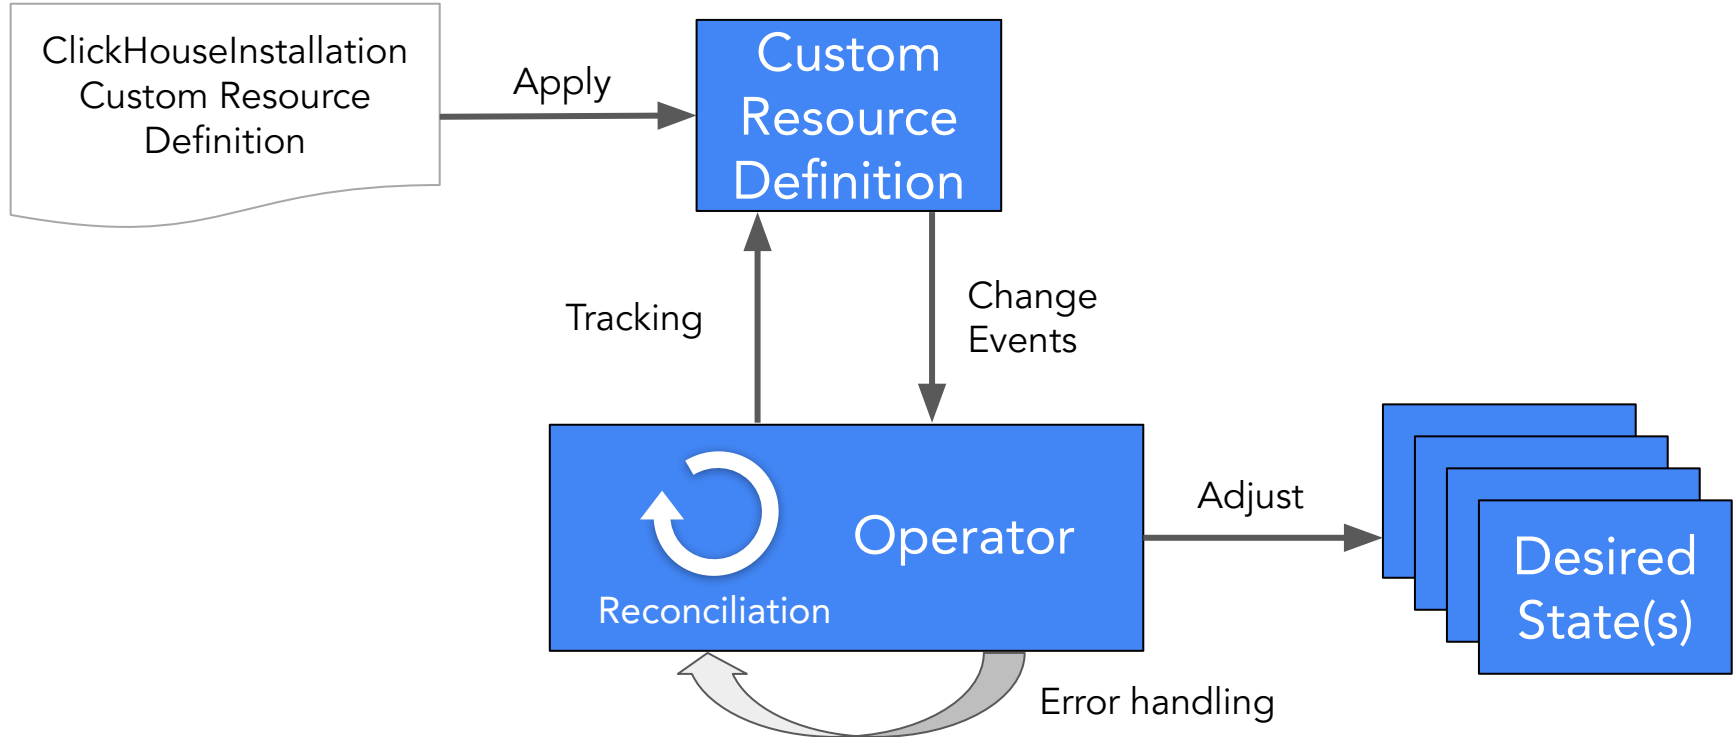 ClickHouseInstallation
Custom Resource
Definition
Apply
Custom
Resource
Definition
Tracking
Change
Events
Reconciliation
Operator
Adjust
Desired
State(s)
Error handling